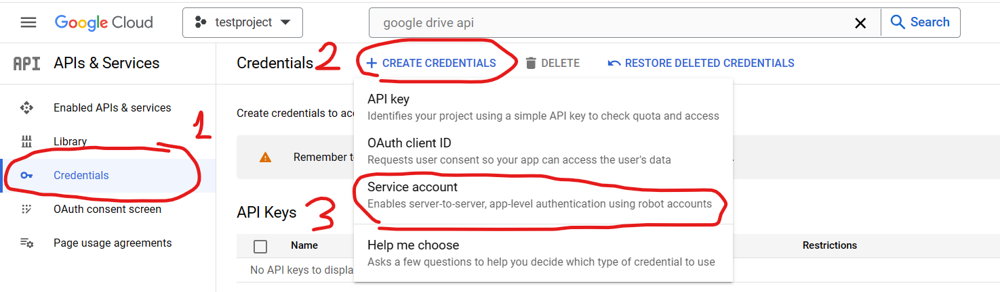 Google Cloud
testproject
google drive api
Search
API
APIs & Services
Credentials
2
+ CREATE CREDENTIALS
DELETE
RESTORE DELETED CREDENTIALS
Enabled APIs & services
Library
1
Credentials
OAuth consent screen
Page usage agreements
Create credentials to
Remember
API key
Identifies your project using a simple API key to check quota and access
OAuth client ID
Requests user consent so your app can access the user's data
Service account
Enables server-to-server, app-level authentication using robot accounts
Help me choose
Asks a few questions to help you decide which type of credential to use
API Keys
3
Name
Restrictions
No API keys to